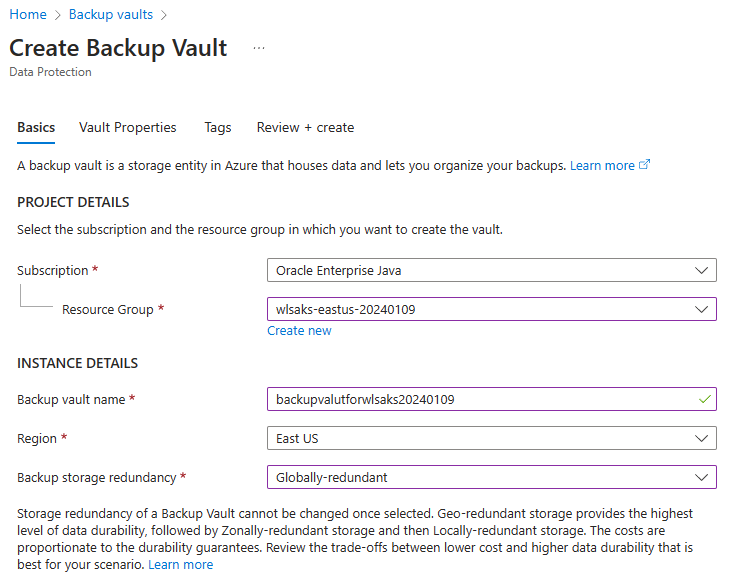 Home > Backup vaults >
Create Backup Vault ...
Data Protection
Basics Vault Properties Tags Review + create
A backup vault is a storage entity in Azure that houses data and lets you organize your backups. Learn more
PROJECT DETAILS
Select the subscription and the resource group in which you want to create the vault.
Subscription * Oracle Enterprise Java
Resource Group * wlsaks-eastus-20240109
Create new
INSTANCE DETAILS
Backup vault name * backupvalutforwlsaks20240109
Region * East US
Backup storage redundancy * Globally-redundant
Storage redundancy of a Backup Vault cannot be changed once selected. Geo-redundant storage provides the highest
level of data durability, followed by Zonally-redundant storage and then Locally-redundant storage. The costs are
proportionate to the durability guarantees. Review the trade-offs between lower cost and higher data durability that is
best for your scenario. Learn more